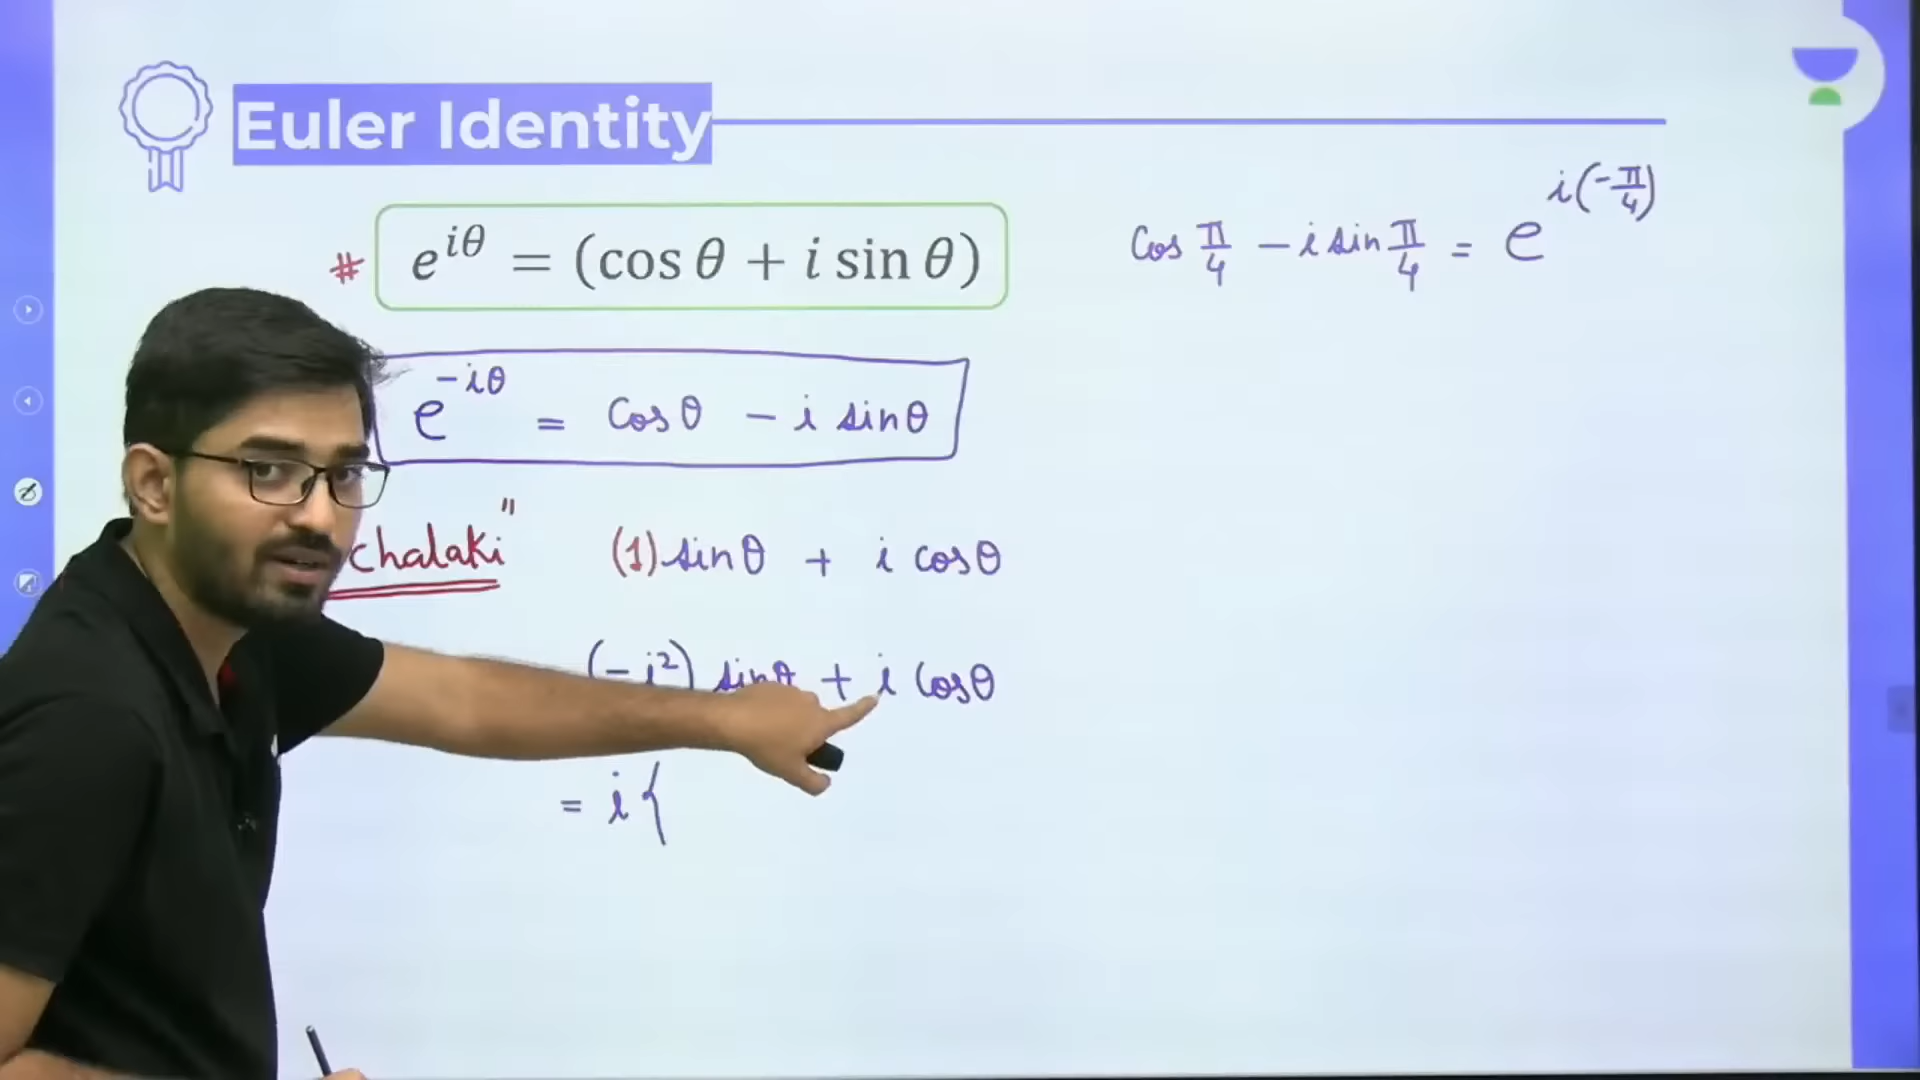 Euler Identity
# e^{iθ} = (cos θ + i sin θ)
Cos π/4 - i sin π/4 = e^{i(-π/4)}
e^{-iθ} = Cos θ - i sin θ
chalaki"
(1) sin θ + i cos θ
(-i²) sin θ + i Cos θ
= i {